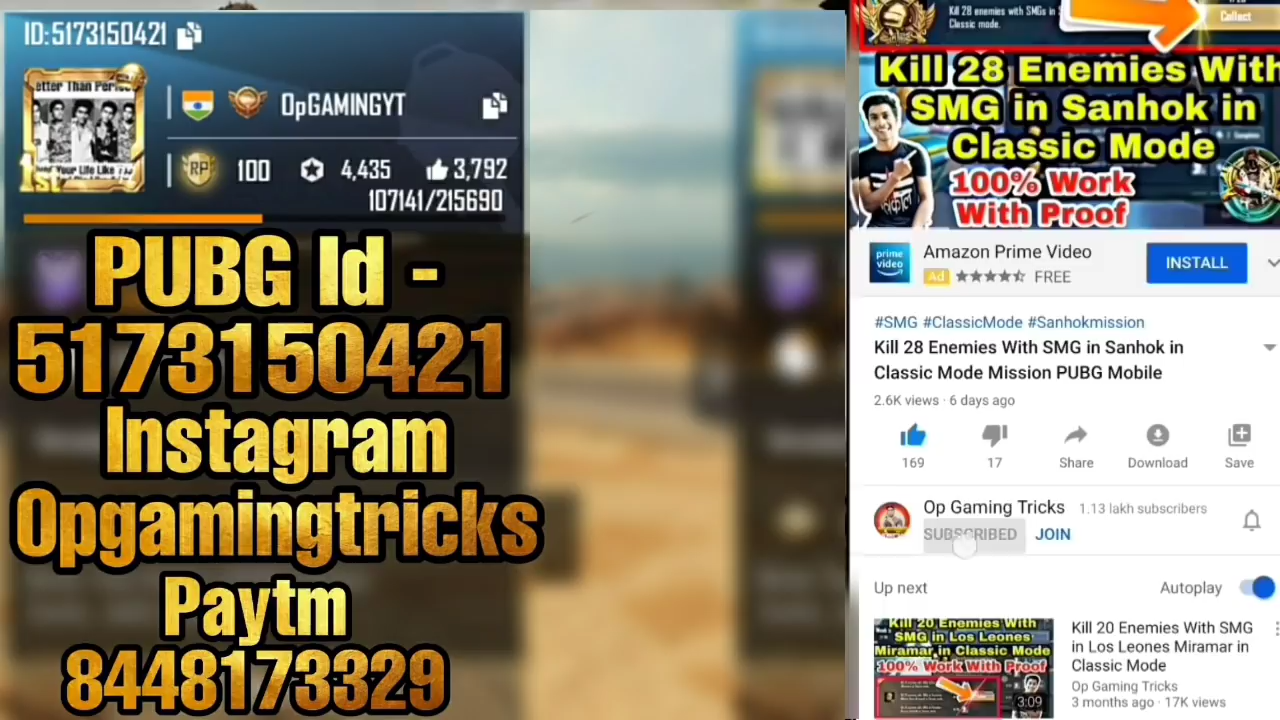 ID:5173150421
OpGAMINGYT
RP 100 4,435 3,792
107141/215690
PUBG Id -
5173150421
Instagram
Opgamingtricks
Paytm
8448173329
Kill 28 enemies with SMGs in S
Classic mode.
Collect
Kill 28 Enemies With
SMG in Sanhok in
Classic Mode
100% Work
With Proof
prime
video
Amazon Prime Video
Ad FREE
INSTALL
#SMG #ClassicMode #Sanhokmission
Kill 28 Enemies With SMG in Sanhok in
Classic Mode Mission PUBG Mobile
2.6K views · 6 days ago
169 17 Share Download Save
Op Gaming Tricks 1.13 lakh subscribers
SUBSCRIBED JOIN
Up next Autoplay
Kill 20 Enemies With
SMG in Los Leones
Miramar in Classic Mode
100% Work With Proof
3:09
Kill 20 Enemies With SMG
in Los Leones Miramar in
Classic Mode
Op Gaming Tricks
3 months ago · 17K views